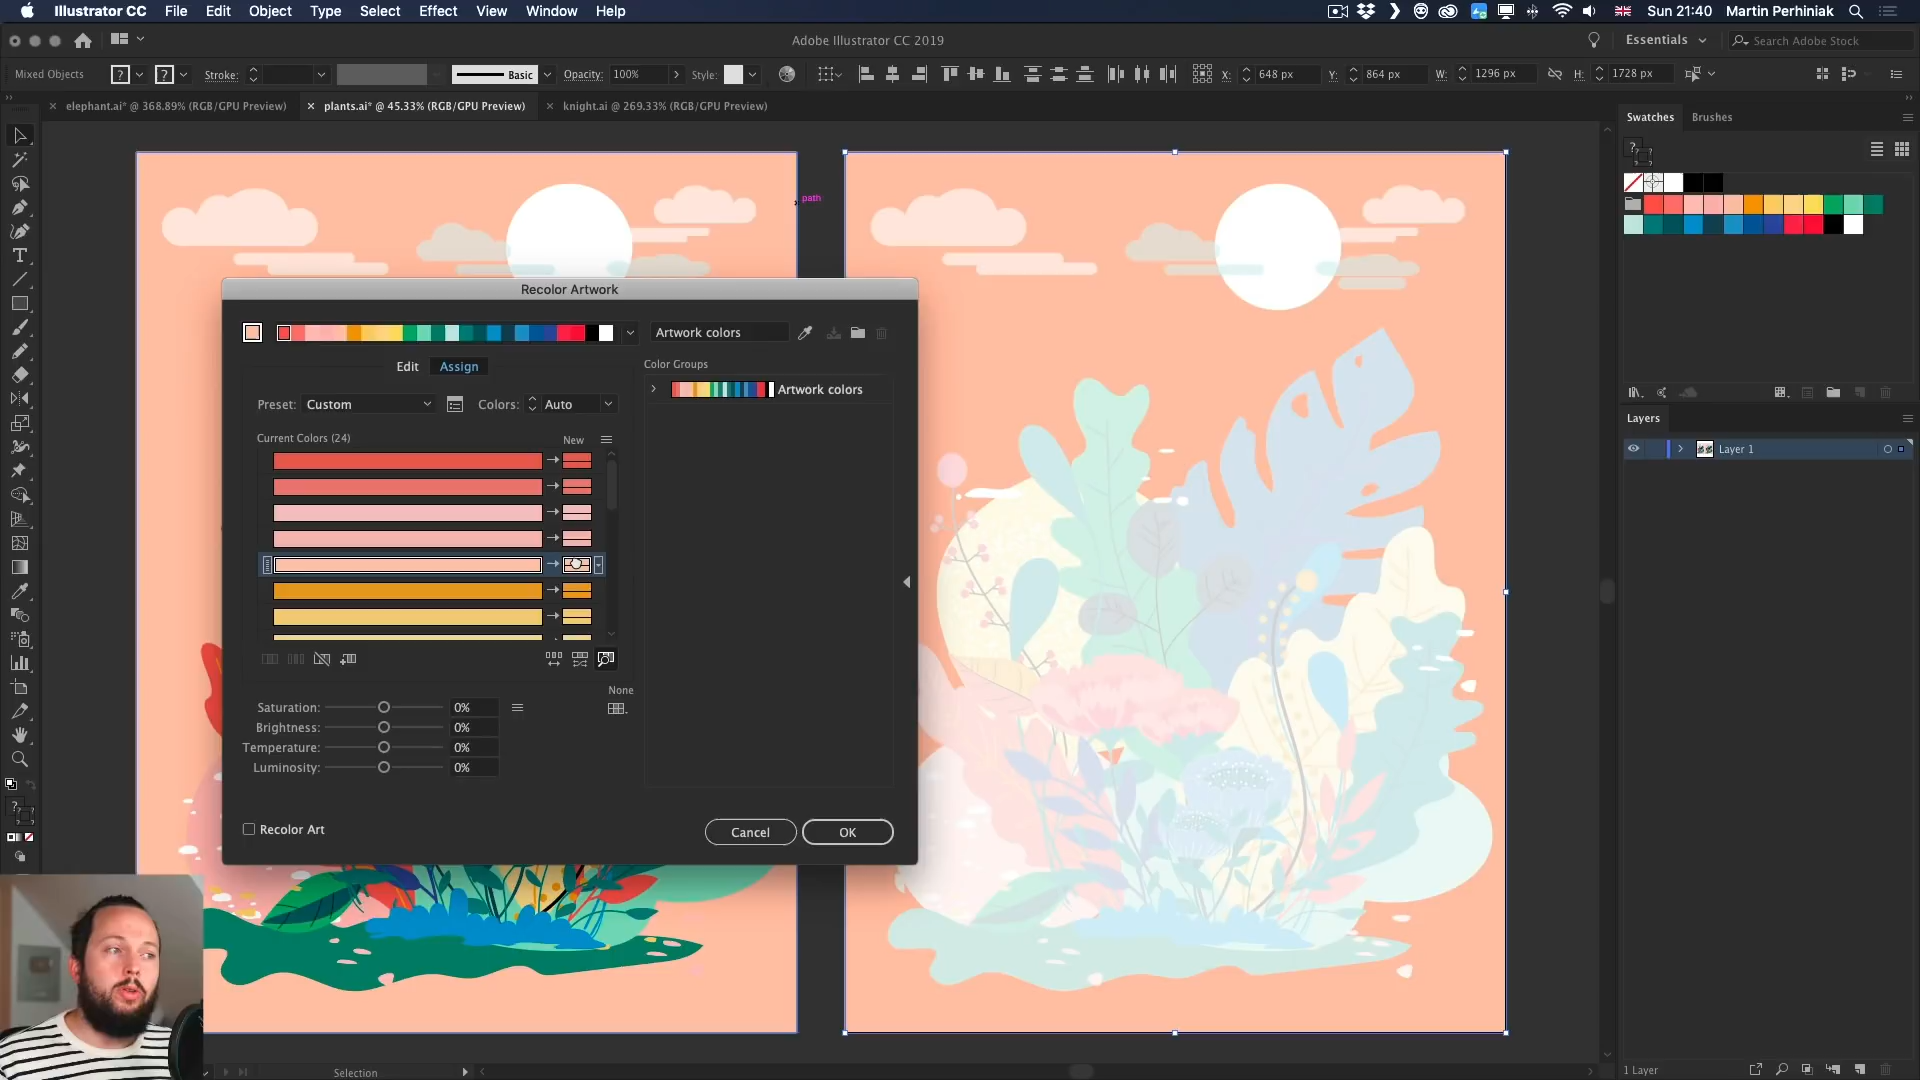 Illustrator CC File Edit Object Type Select Effect View Window Help Sun 21:40 Martin Perhiniak
Adobe Illustrator CC 2019 Essentials Search Adobe Stock
Mixed Objects ? ? Stroke: Basic Opacity: 100% Style: X: 648 px Y: 864 px W: 1296 px H: 1728 px
elephant.ai* @ 368.89% (RGB/GPU Preview) plants.ai* @ 45.33% (RGB/GPU Preview) knight.ai @ 269.33% (RGB/GPU Preview)
Swatches Brushes
?
path
Recolor Artwork
Artwork colors
Edit Assign
Color Groups
Artwork colors
Preset: Custom Colors: Auto
Current Colors (24) New
None
Saturation: 0%
Brightness: 0%
Temperature: 0%
Luminosity: 0%
Recolor Art Cancel OK
Layers
Layer 1
?
Selection
1 Layer